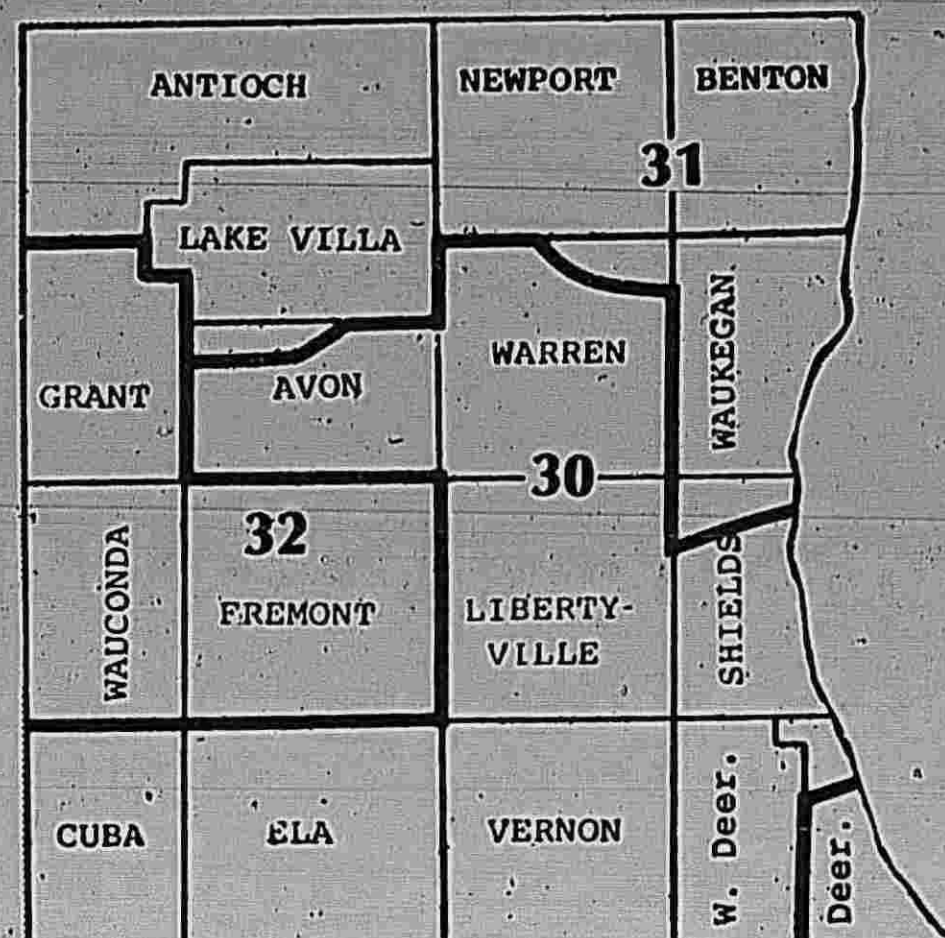 ANTIOCH
NEWPORT
BENTON
31
LAKE VILLA
WAUKEGAN
WARREN
GRANT
AVON
30
32
WAUCONDA
FREMONT
LIBERTY-
VILLE
SHIELDS
CUBA
ELA
VERNON
W. Deer.
Deer.